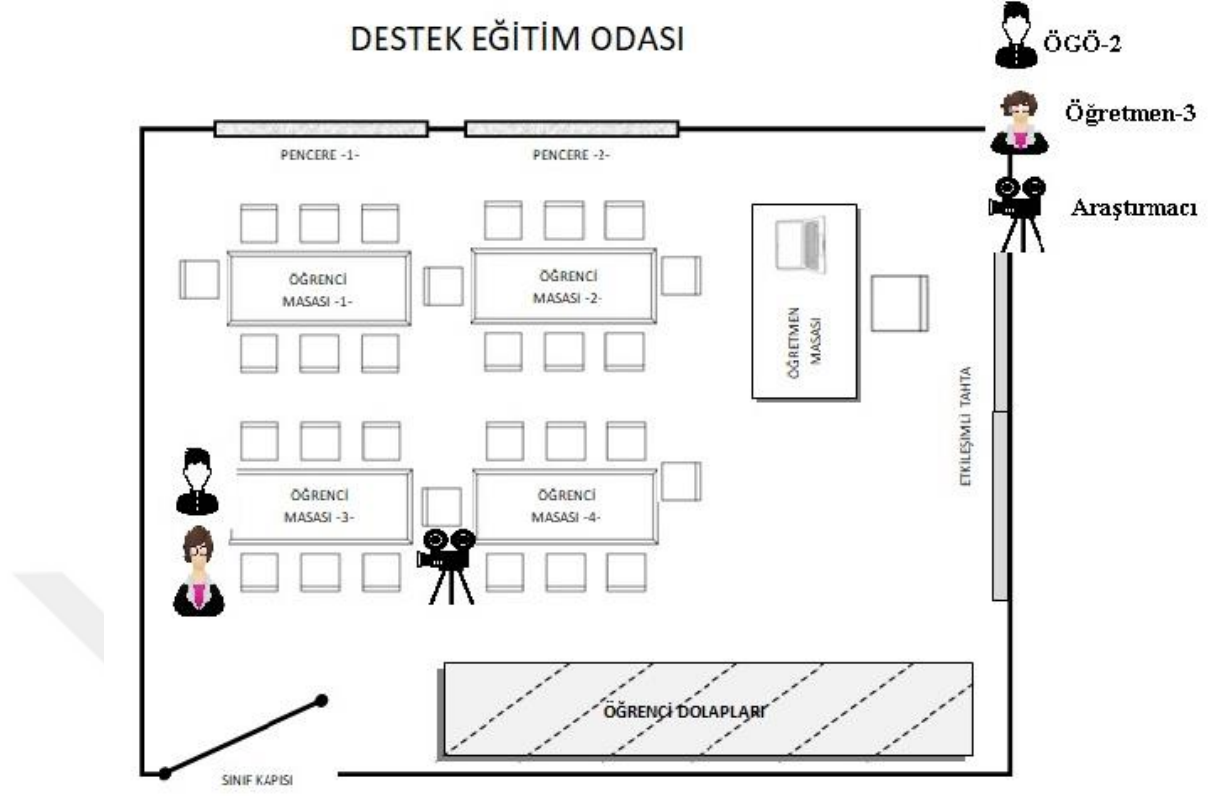 DESTEK EĞİTİM ODASI
ÖGÖ-2
Öğretmen-3
Araştırmacı
PENCERE -1-
PENCERE -2-
ÖĞRENCİ
MASASI -1-
ÖĞRENCİ
MASASI -2-
ÖĞRETMEN
MASASI
ETKİLEŞİMLİ TAHTA
ÖĞRENCİ
MASASI -3-
ÖĞRENCİ
MASASI -4-
ÖĞRENCİ DOLAPLARI
SINIF KAPISI